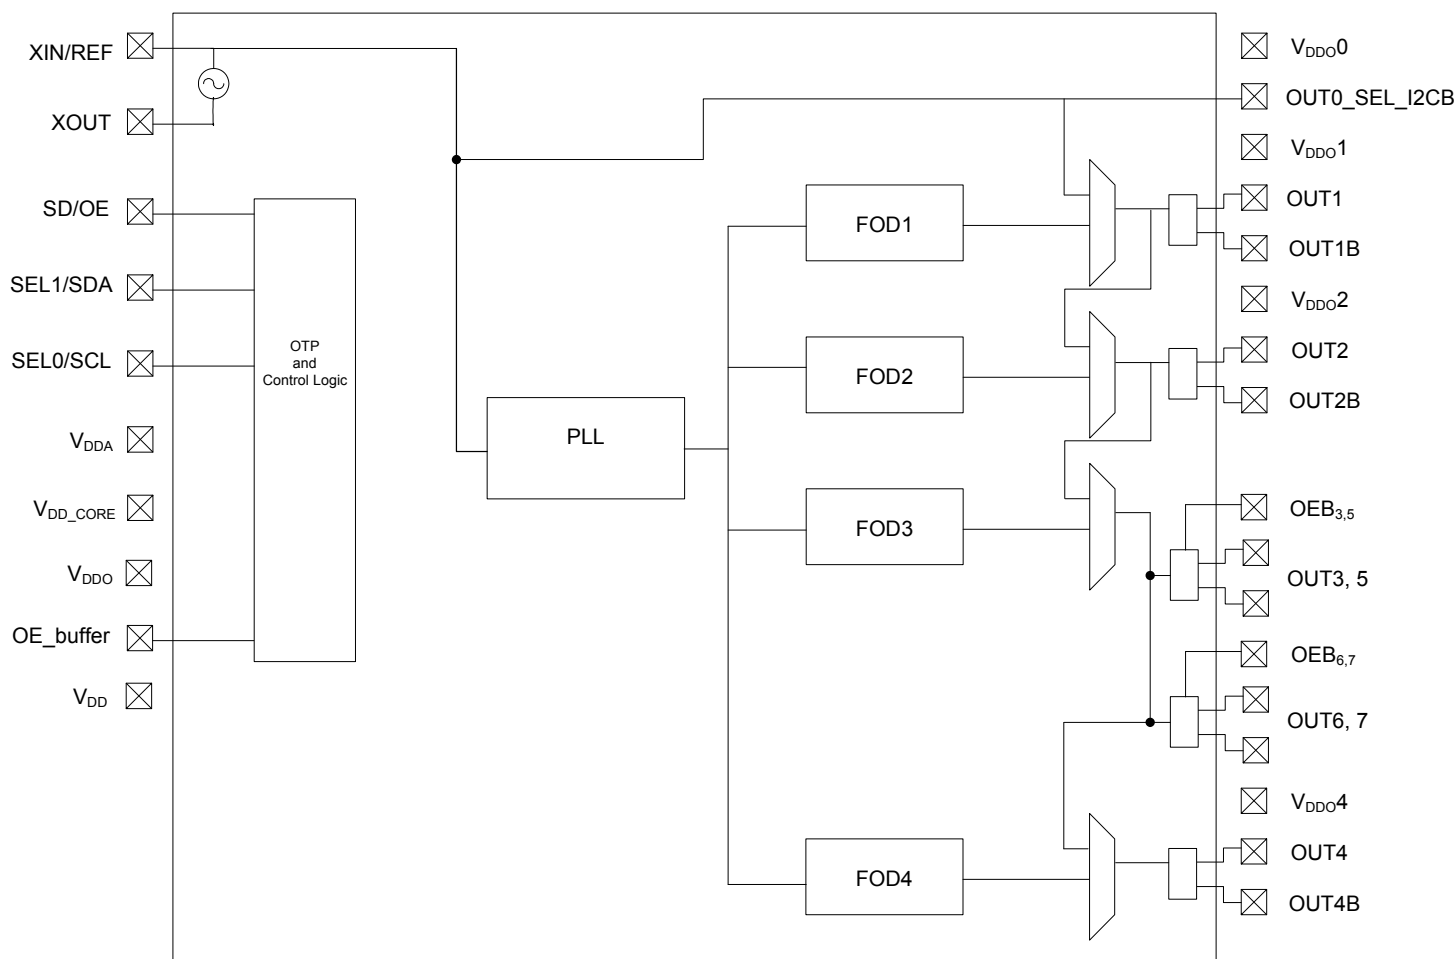 XIN/REF
XOUT
SD/OE
SEL1/SDA
SEL0/SCL
VDDA
VDD_CORE
VDDO
OE_buffer
VDD
OTP
and
Control Logic
PLL
FOD1
FOD2
FOD3
FOD4
VDDO0
OUT0_SEL_I2CB
VDDO1
OUT1
OUT1B
VDDO2
OUT2
OUT2B
OEB3,5
OUT3, 5
OEB6,7
OUT6, 7
VDDO4
OUT4
OUT4B